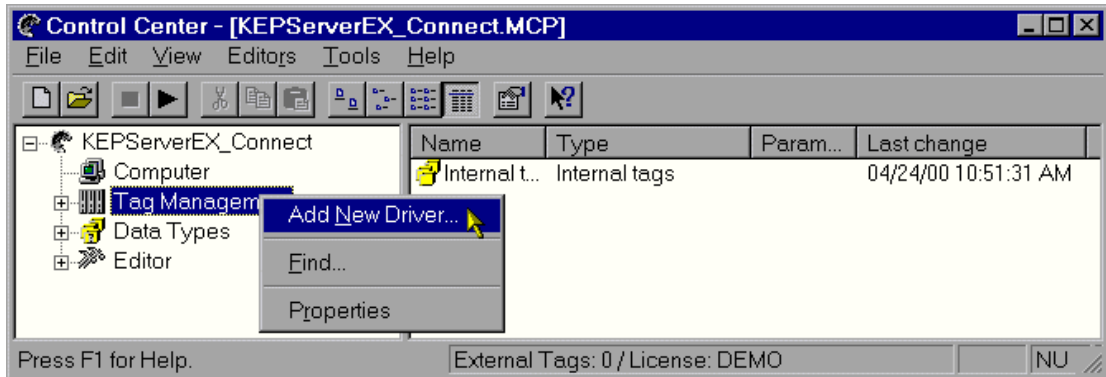 Control Center - [KEPServerEX_Connect.MCP]
File Edit View Editors Tools Help
KEPServerEX_Connect
Computer
Tag Managem
Data Types
Editor
Add New Driver...
Find...
Properties
Name Type Param... Last change
Internal t... Internal tags 04/24/00 10:51:31 AM
Press F1 for Help. External Tags: 0 / License: DEMO NU